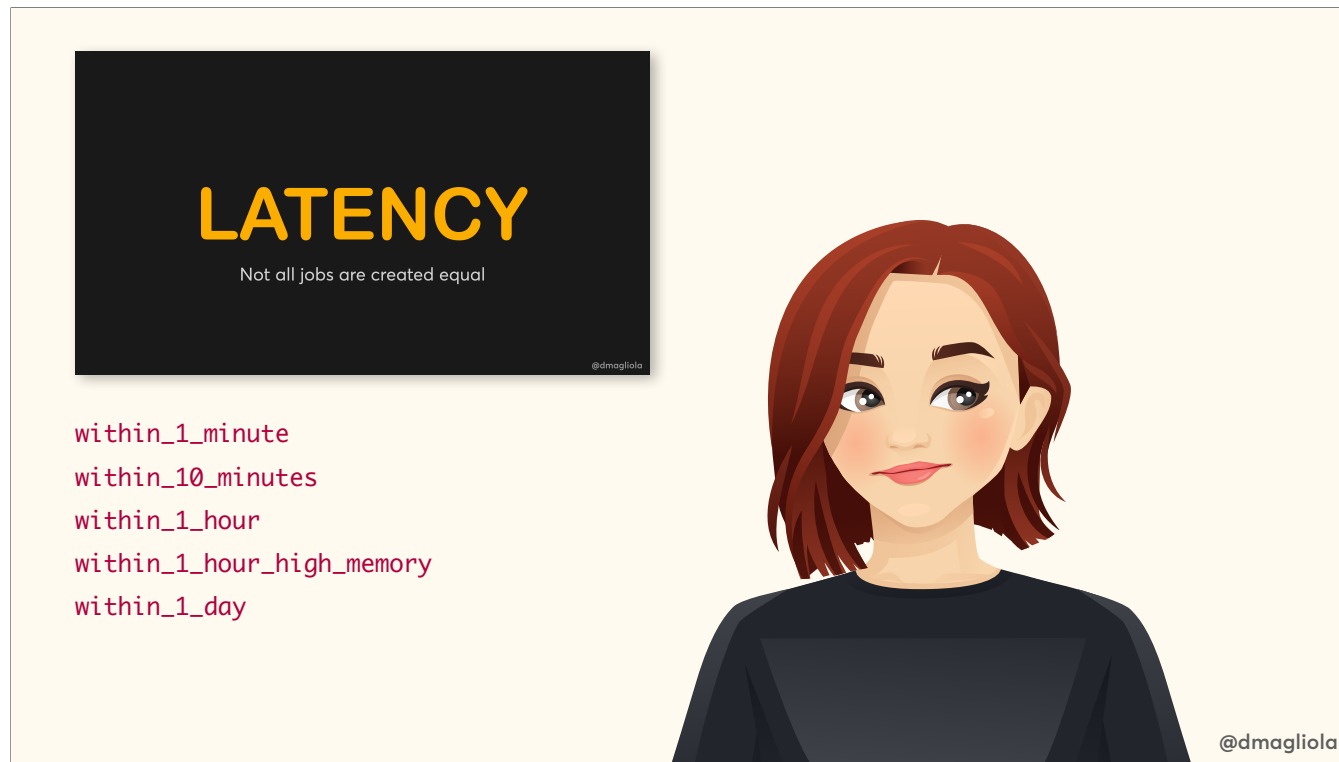 LATENCY
Not all jobs are created equal
@dmagliola
within_1_minute
within_10_minutes
within_1_hour
within_1_hour_high_memory
within_1_day
@dmagliola